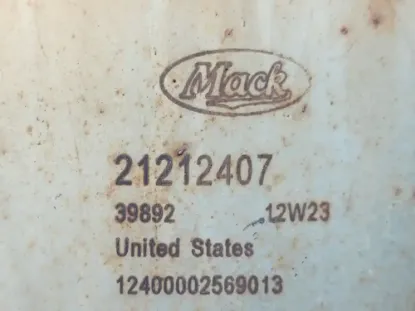 Mack
21212407
39892 12W23
United States
12400002569013